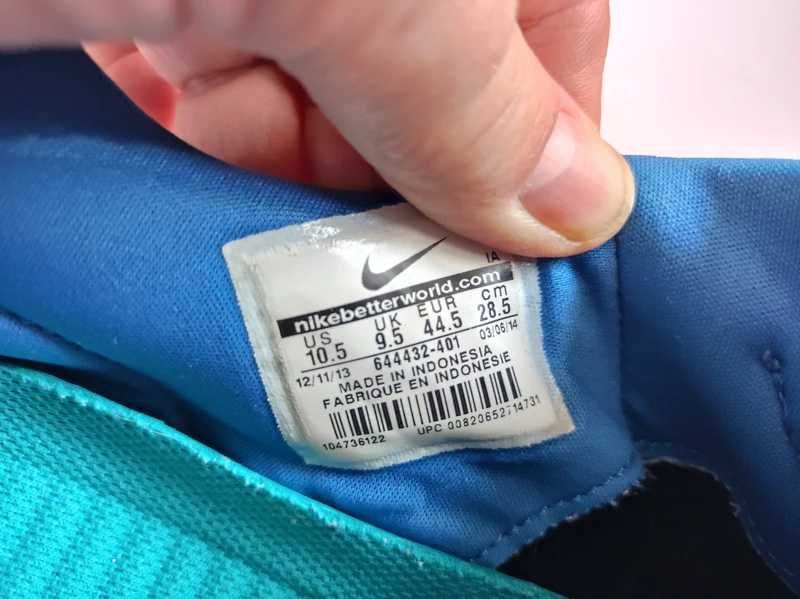 IA
nikebetterworld.com
US UK EUR cm
10.5 9.5 44.5 28.5
12/11/13 644432-401 03/06/14
MADE IN INDONESIA
FABRIQUE EN INDONESIE
104736122 UPC 00820652714731